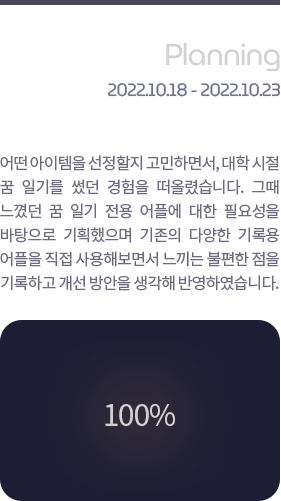 Planning
2022.10.18 - 2022.10.23
어떤 아이템을 선정할지 고민하면서, 대학 시절
꿈 일기를 썼던 경험을 떠올렸습니다. 그때
느꼈던 꿈 일기 전용 어플에 대한 필요성을
바탕으로 기획했으며 기존의 다양한 기록용
어플을 직접 사용해보면서 느끼는 불편한 점을
기록하고 개선 방안을 생각해 반영하였습니다.
100%